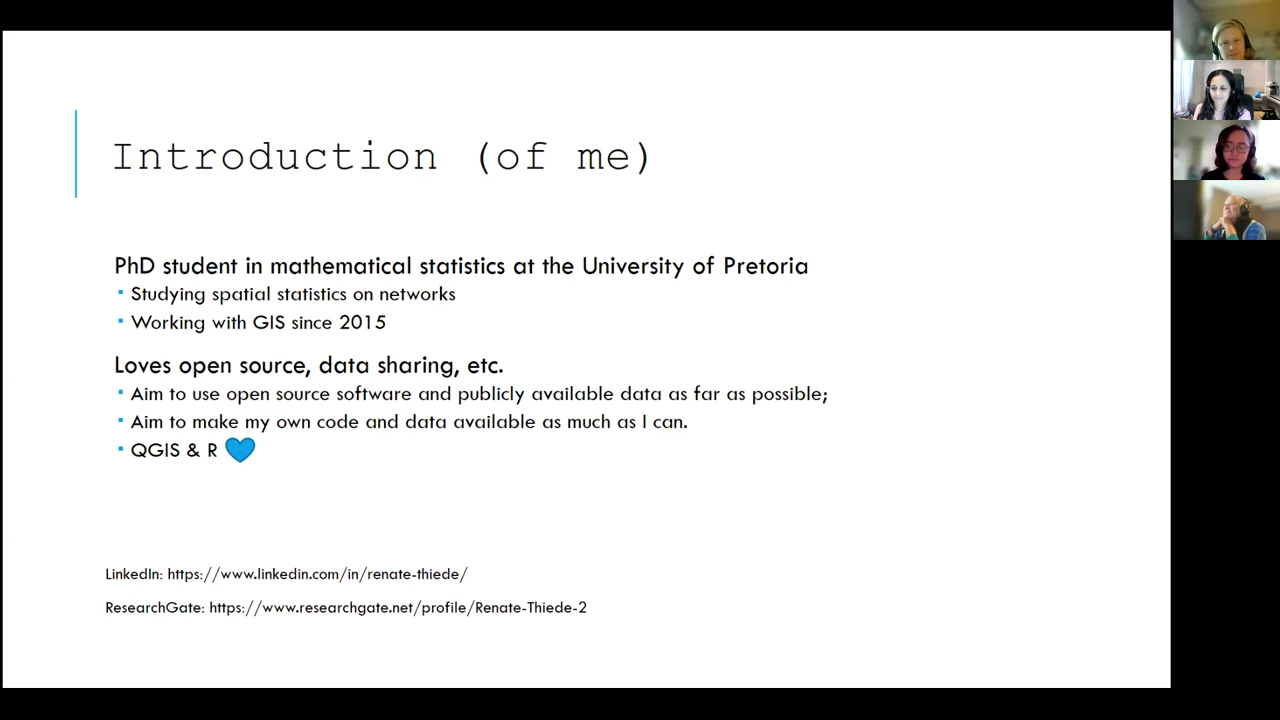 Introduction (of me)
PhD student in mathematical statistics at the University of Pretoria
Studying spatial statistics on networks
Working with GIS since 2015
Loves open source, data sharing, etc.
Aim to use open source software and publicly available data as far as possible;
Aim to make my own code and data available as much as I can.
QGIS & R 💙
LinkedIn: https://www.linkedin.com/in/renate-thiede/
ResearchGate: https://www.researchgate.net/profile/Renate-Thiede-2